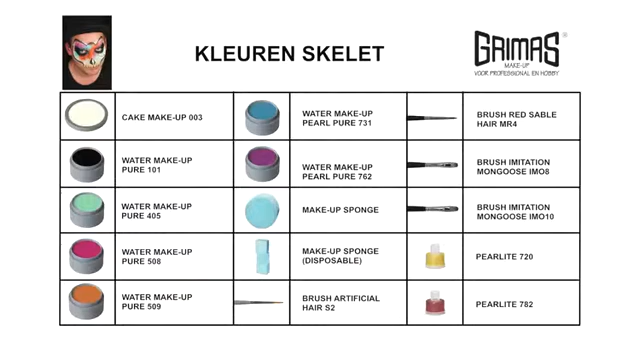 KLEUREN SKELET
GRIMAS®
MAKE-UP
VOOR PROFESSIONAL EN HOBBY
CAKE MAKE-UP 003
WATER MAKE-UP
PEARL PURE 731
BRUSH RED SABLE
HAIR MR4
WATER MAKE-UP
PURE 101
WATER MAKE-UP
PEARL PURE 762
BRUSH IMITATION
MONGOOSE IMO8
WATER MAKE-UP
PURE 405
MAKE-UP SPONGE
BRUSH IMITATION
MONGOOSE IMO10
WATER MAKE-UP
PURE 508
MAKE-UP SPONGE
(DISPOSABLE)
PEARLITE 720
WATER MAKE-UP
PURE 509
BRUSH ARTIFICIAL
HAIR S2
PEARLITE 782